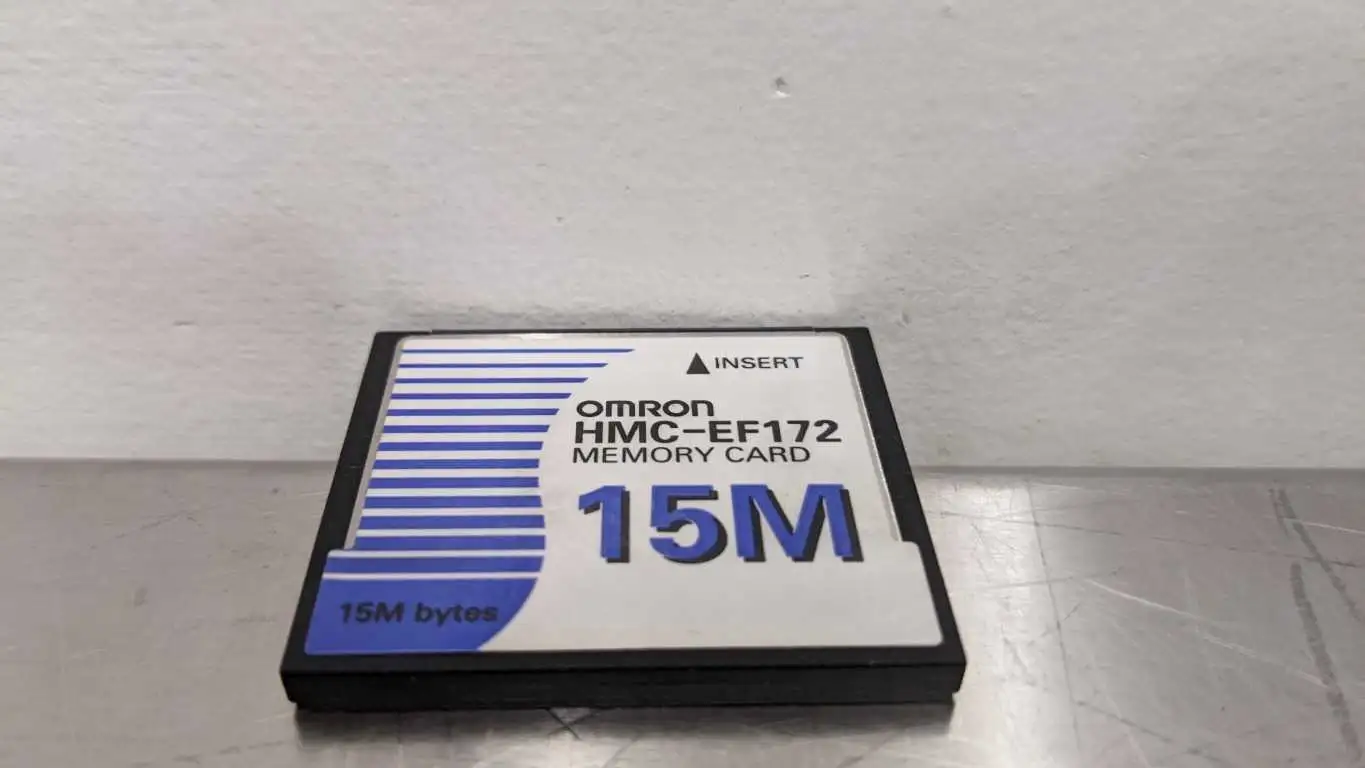 ▲INSERT
OMRON
HMC-EF172
MEMORY CARD
15M
15M bytes